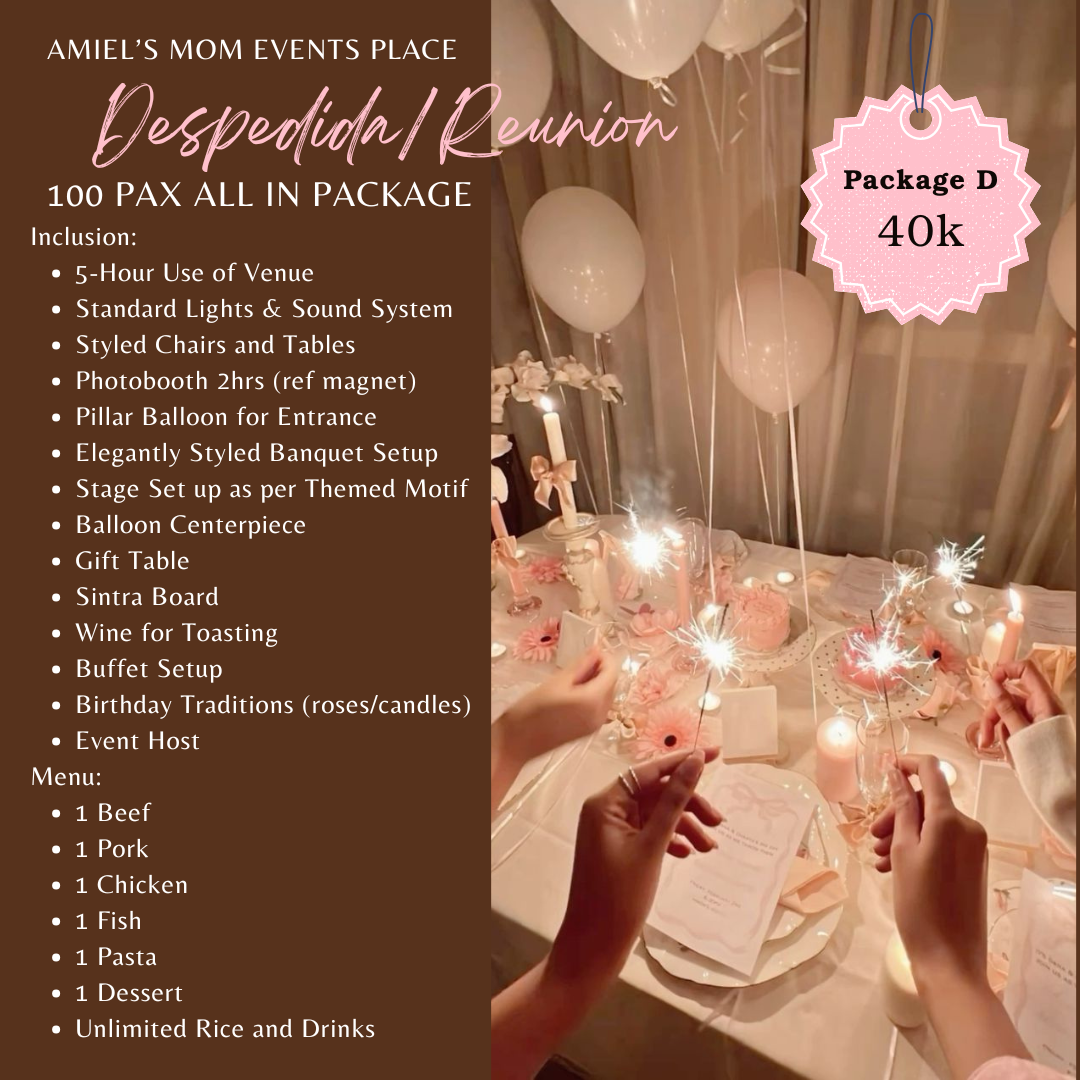 AMIEL'S MOM EVENTS PLACE
Despedida/Reunion
100 PAX ALL IN PACKAGE
Inclusion:
• 5-Hour Use of Venue
• Standard Lights & Sound System
• Styled Chairs and Tables
• Photobooth 2hrs (ref magnet)
• Pillar Balloon for Entrance
• Elegantly Styled Banquet Setup
• Stage Set up as per Themed Motif
• Balloon Centerpiece
• Gift Table
• Sintra Board
• Wine for Toasting
• Buffet Setup
• Birthday Traditions (roses/candles)
• Event Host
Menu:
• 1 Beef
• 1 Pork
• 1 Chicken
• 1 Fish
• 1 Pasta
• 1 Dessert
• Unlimited Rice and Drinks
Package D
40k